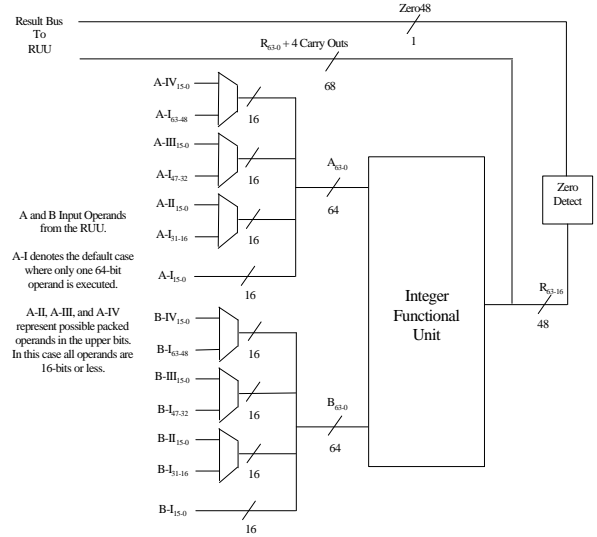 Zero48
Result Bus
To
RUU
1
R63-0 + 4 Carry Outs
68
A-IV15-0
A-I63-48
16
A-III15-0
A-I47-32
16
A-II15-0
A-I31-16
16
A-I15-0
16
A63-0
64
Zero
Detect
A and B Input Operands
from the RUU.
A-I denotes the default case
where only one 64-bit
operand is executed.
A-II, A-III, and A-IV
represent possible packed
operands in the upper bits.
In this case all operands are
16-bits or less.
Integer
Functional
Unit
R63-16
48
B-IV15-0
B-I63-48
16
B-III15-0
B-I47-32
16
B-II15-0
B-I31-16
16
B-I15-0
16
B63-0
64